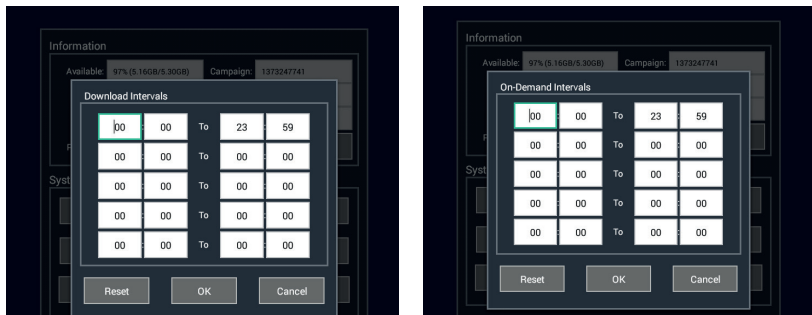 Information
Available: 97% (5.16GB/5.30GB) Campaign: 1373247741
Download Intervals
00 : 00 To 23 : 59
00 : 00 To 00 : 00
00 : 00 To 00 : 00
00 : 00 To 00 : 00
00 : 00 To 00 : 00
Syst
Reset OK Cancel
Information
Available: 97% (5.16GB/5.30GB) Campaign: 1373247741
On-Demand Intervals
00 : 00 To 23 : 59
00 : 00 To 00 : 00
00 : 00 To 00 : 00
00 : 00 To 00 : 00
00 : 00 To 00 : 00
Syst
Reset OK Cancel